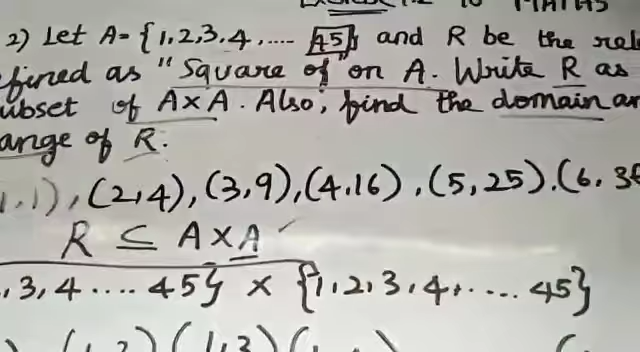 2) Let A= {1,2,3,4,.... 45} and R be the rel
fined as "Square of" on A. Write R as
ubset of A×A. Also, find the domain an
ange of R.
1,1),(2,4),(3,9),(4,16),(5,25).(6,36
R ⊆ A×A
,3,4....45} × {1,2,3,4,....45}